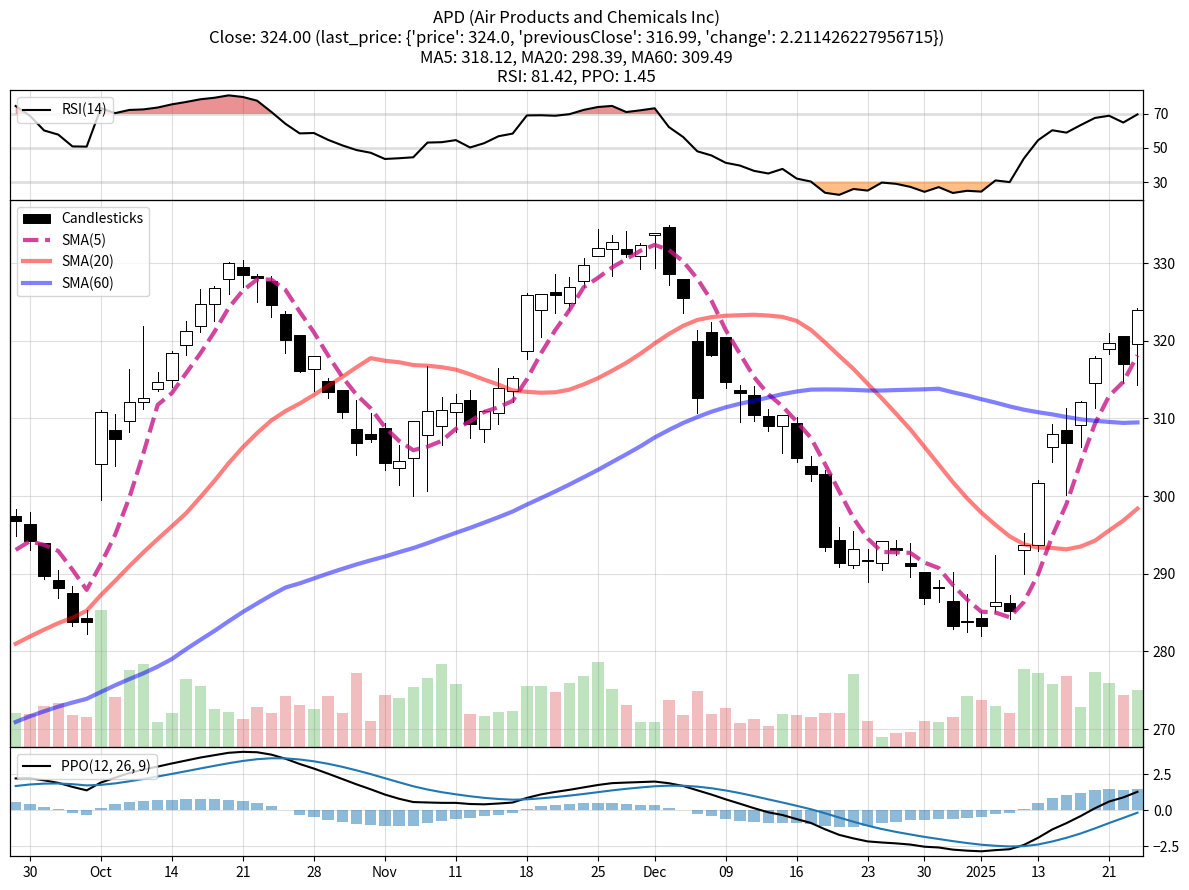 APD (Air Products and Chemicals Inc)
Close: 324.00 (last_price: {'price': 324.0, 'previousClose': 316.99, 'change': 2.211426227956715})
MA5: 318.12, MA20: 298.39, MA60: 309.49
RSI: 81.42, PPO: 1.45
RSI(14)
70
50
30
Candlesticks
SMA(5)
SMA(20)
SMA(60)
330
320
310
300
290
280
270
PPO(12, 26, 9)
2.5
0.0
−2.5
30 Oct 14 21 28 Nov 11 18 25 Dec 09 16 23 30 2025 13 21